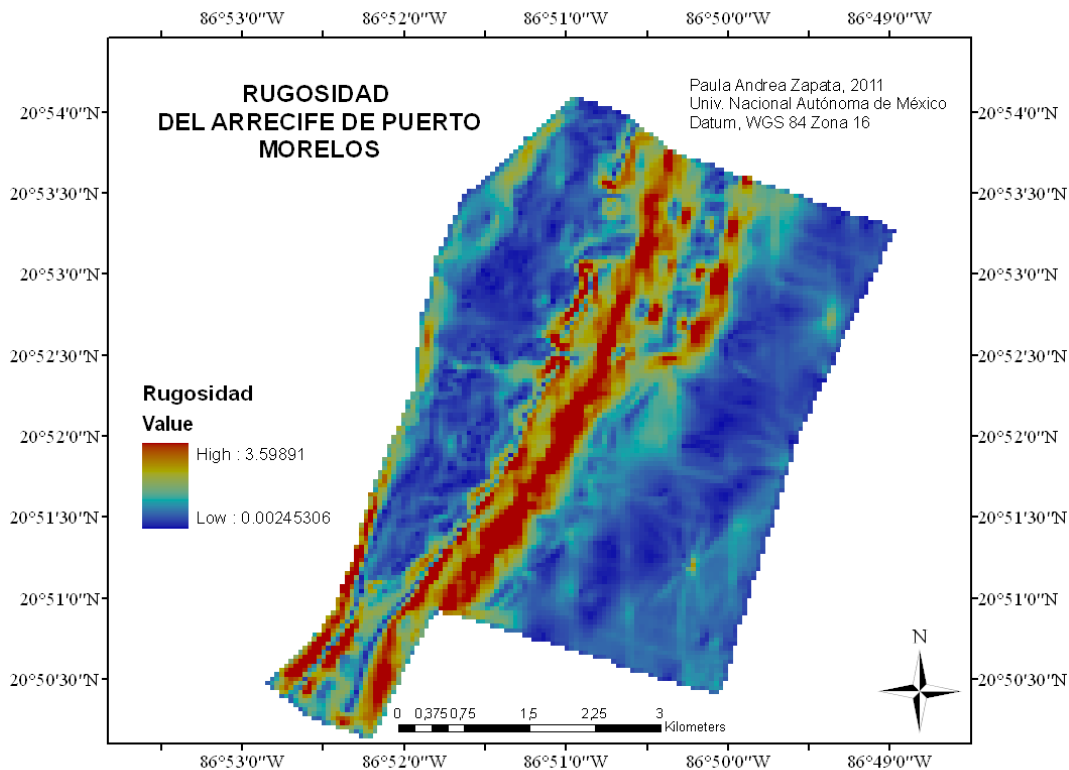 86°53'0"W 86°52'0"W 86°51'0"W 86°50'0"W 86°49'0"W
RUGOSIDAD
DEL ARRECIFE DE PUERTO
MORELOS
Paula Andrea Zapata, 2011
Univ. Nacional Autónoma de México
Datum, WGS 84 Zona 16
20°54'0"N 20°54'0"N
20°53'30"N 20°53'30"N
20°53'0"N 20°53'0"N
20°52'30"N 20°52'30"N
Rugosidad
Value
High : 3.59891
Low : 0.00245306
20°52'0"N 20°52'0"N
20°51'30"N 20°51'30"N
20°51'0"N 20°51'0"N
20°50'30"N 20°50'30"N
N
0 0,375 0,75 1,5 2,25 3
Kilometers
86°53'0"W 86°52'0"W 86°51'0"W 86°50'0"W 86°49'0"W